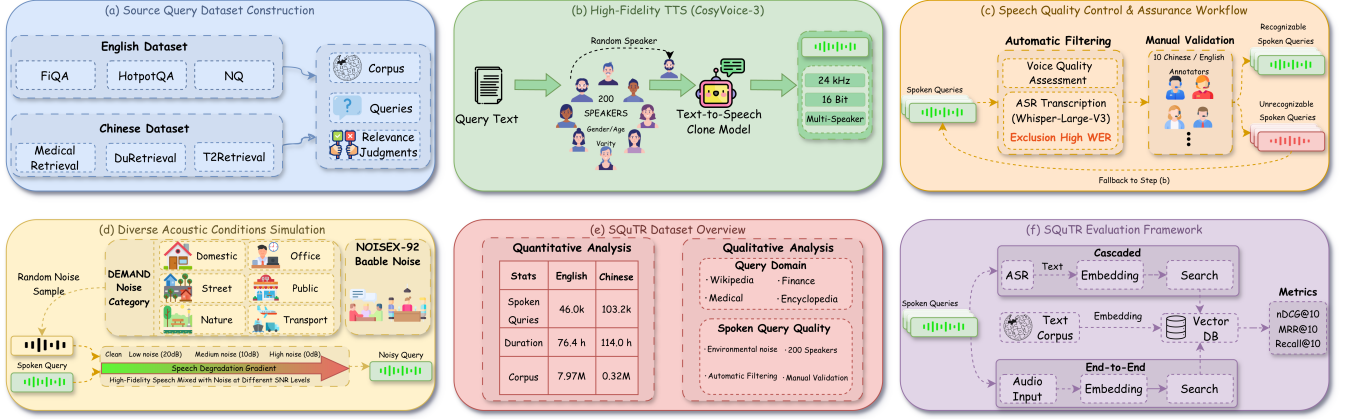 (a) Source Query Dataset Construction
English Dataset
FiQA
HotpotQA
NQ
Chinese Dataset
Medical
Retrieval
DuRetrieval
T2Retrieval
Corpus
?
Queries
Relevance
Judgments
(b) High-Fidelity TTS (CosyVoice-3)
Random Speaker
Query Text
200
SPEAKERS
Gender/Age
Varity
Text-to-Speech
Clone Model
24 kHz
16 Bit
Multi-Speaker
(c) Speech Quality Control & Assurance Workflow
Spoken Queries
Automatic Filtering
Voice Quality
Assessment
ASR Transcription
(Whisper-Large-V3)
Exclusion High WER
Manual Validation
10 Chinese / English
Annotators
Recognizable
Spoken Queries
Unrecognizable
Spoken Queries
Fallback to Step (b)
(d) Diverse Acoustic Conditions Simulation
Random Noise
Sample
DEMAND
Noise
Category
Domestic
Office
Street
Public
Nature
Transport
NOISEX-92
Baable Noise
Spoken Query
Clean Low noise (20dB) Medium noise (10dB) High noise (0dB)
Speech Degradation Gradient
High-Fidelity Speech Mixed with Noise at Different SNR Levels
Noisy Query
(e) SQuTR Dataset Overview
Quantitative Analysis
Stats English Chinese
Spoken
Quries
46.0k 103.2k
Duration 76.4 h 114.0 h
Corpus 7.97M 0.32M
Qualitative Analysis
Query Domain
·Wikipedia ·Finance
·Medical ·Encyclopedia
Spoken Query Quality
·Environmental noise ·200 Speakers
·Automatic Filtering ·Manual Validation
(f) SQuTR Evaluation Framework
Spoken Queries
Cascaded
ASR
Text
Embedding
Search
Text
Corpus
Embedding
Vector
DB
Metrics
nDCG@10
MRR@10
Recall@10
End-to-End
Audio
Input
Embedding
Search